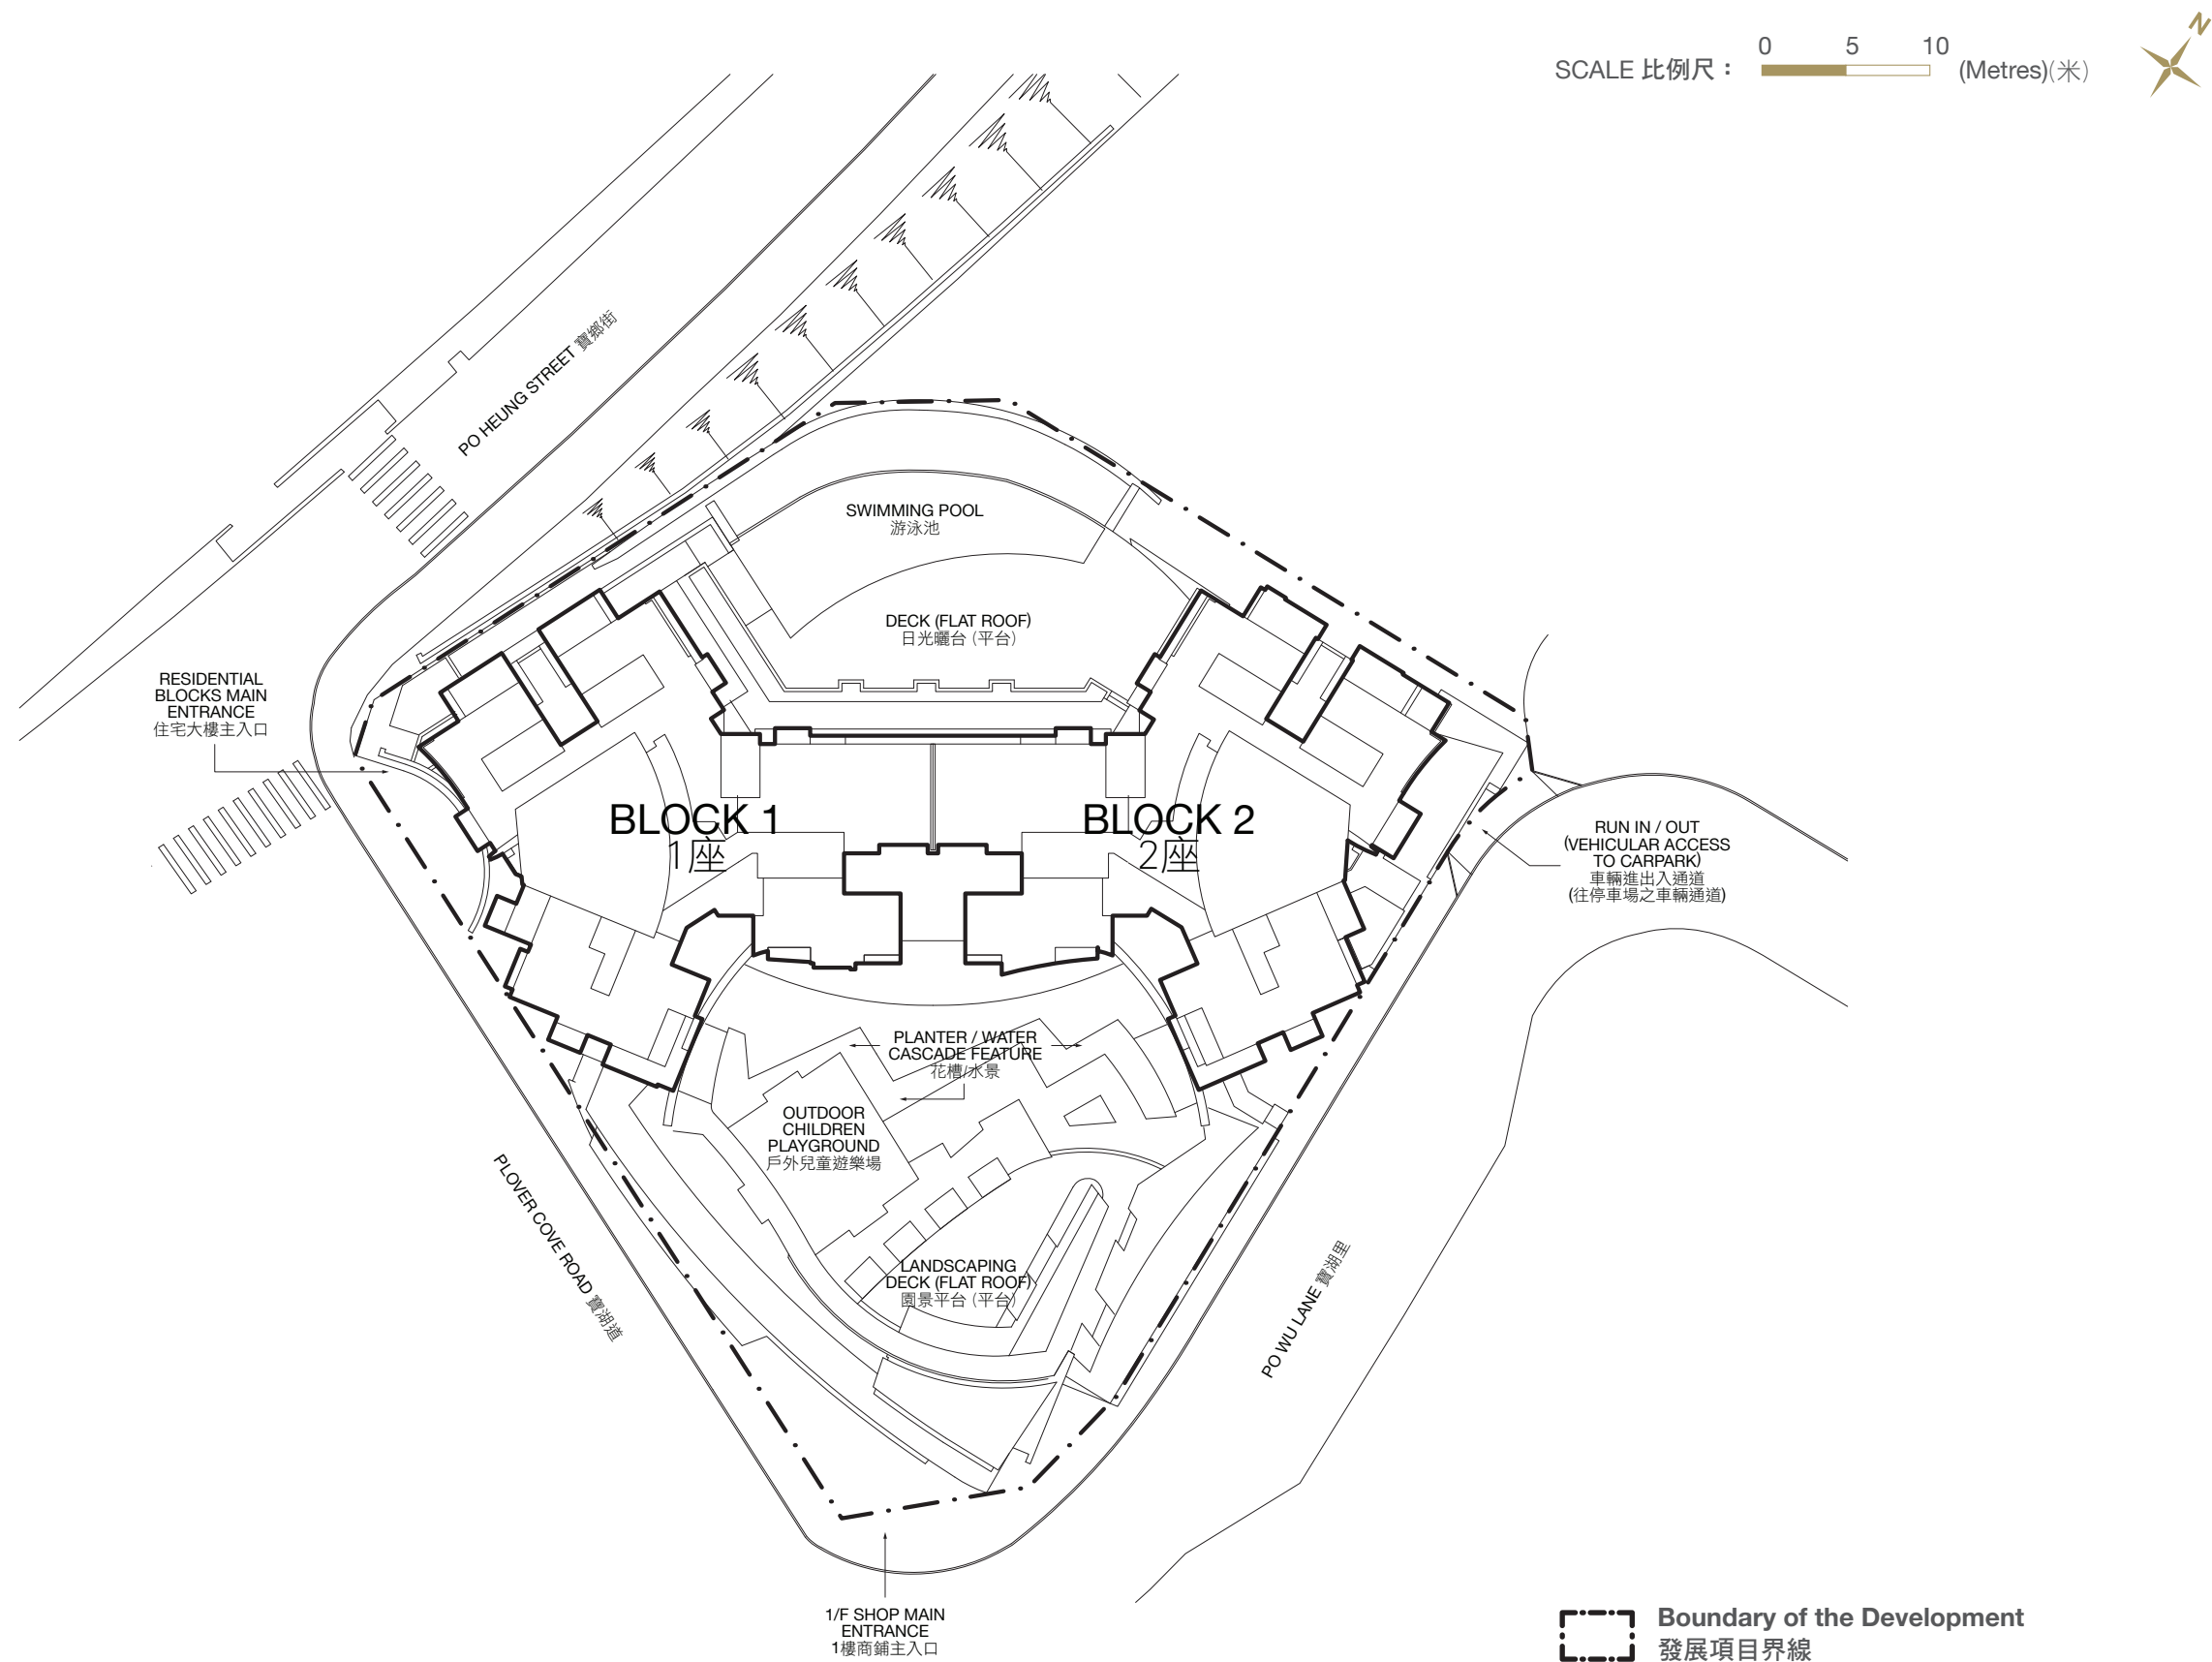 N
0 5 10
SCALE 比例尺： (Metres)(米)
PO HEUNG STREET 寶鄉街
SWIMMING POOL
游泳池
DECK (FLAT ROOF)
日光曬台 (平台)
RESIDENTIAL
BLOCKS MAIN
ENTRANCE
住宅大樓主入口
BLOCK 1
1座
BLOCK 2
2座
RUN IN / OUT
(VEHICULAR ACCESS
TO CARPARK)
車輛進出入通道
(往停車場之車輛通道)
PLANTER / WATER
CASCADE FEATURE
花槽/水景
OUTDOOR
CHILDREN
PLAYGROUND
戶外兒童遊樂場
PLOVER COVE ROAD 寶湖道
LANDSCAPING
DECK (FLAT ROOF)
園景平台 (平台)
PO WU LANE 寶湖里
1/F SHOP MAIN
ENTRANCE
1樓商鋪主入口
Boundary of the Development
發展項目界線